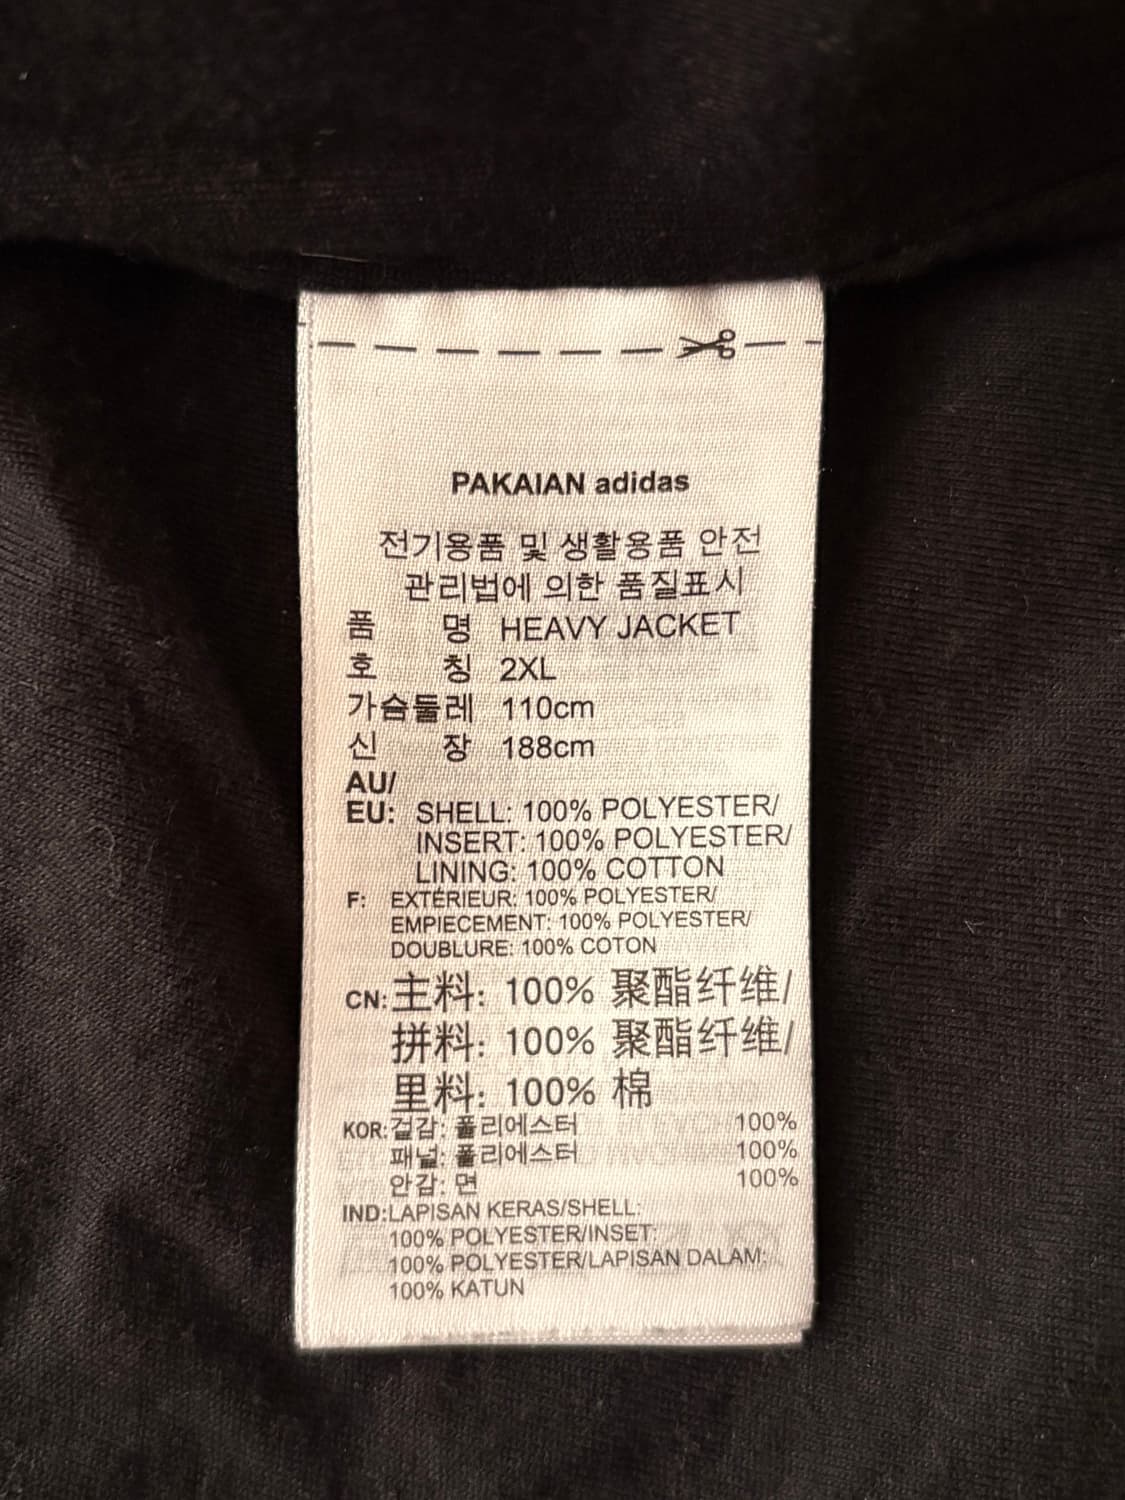 PAKAIAN adidas
전기용품 및 생활용품 안전
관리법에 의한 품질표시
품 명 HEAVY JACKET
호 칭 2XL
가슴둘레 110cm
신 장 188cm
AU/
EU: SHELL: 100% POLYESTER/
INSERT: 100% POLYESTER/
LINING: 100% COTTON
F: EXTÉRIEUR: 100% POLYESTER/
EMPIECEMENT: 100% POLYESTER/
DOUBLURE: 100% COTON
CN: 主料: 100% 聚酯纤维/
拼料: 100% 聚酯纤维/
里料: 100% 棉
KOR: 겉감: 폴리에스터 100%
패널: 폴리에스터 100%
안감: 면 100%
IND: LAPISAN KERAS/SHELL:
100% POLYESTER/INSET:
100% POLYESTER/LAPISAN DALAM:
100% KATUN